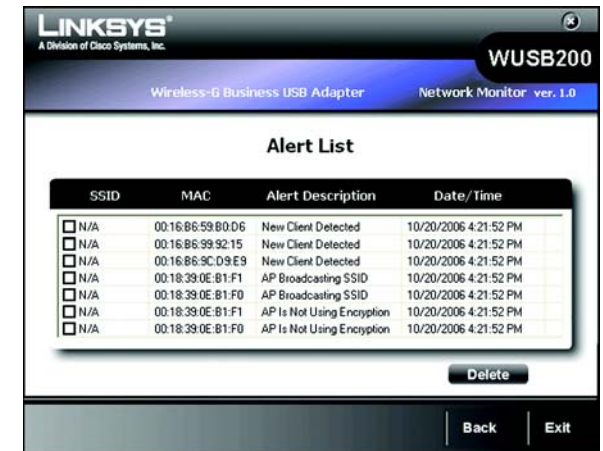 LINKSYS®
A Division of Cisco Systems, Inc.
WUSB200
Wireless-G Business USB Adapter Network Monitor ver. 1.0
Alert List
SSID MAC Alert Description Date/Time
N/A 00:16:B6:59:B0:D6 New Client Detected 10/20/2006 4:21:52 PM
N/A 00:16:B6:99:92:15 New Client Detected 10/20/2006 4:21:52 PM
N/A 00:16:B6:9C:D9:E9 New Client Detected 10/20/2006 4:21:52 PM
N/A 00:18:39:0E:B1:F1 AP Broadcasting SSID 10/20/2006 4:21:52 PM
N/A 00:18:39:0E:B1:F0 AP Broadcasting SSID 10/20/2006 4:21:52 PM
N/A 00:18:39:0E:B1:F1 AP Is Not Using Encryption 10/20/2006 4:21:52 PM
N/A 00:18:39:0E:B1:F0 AP Is Not Using Encryption 10/20/2006 4:21:52 PM
Delete
Back Exit